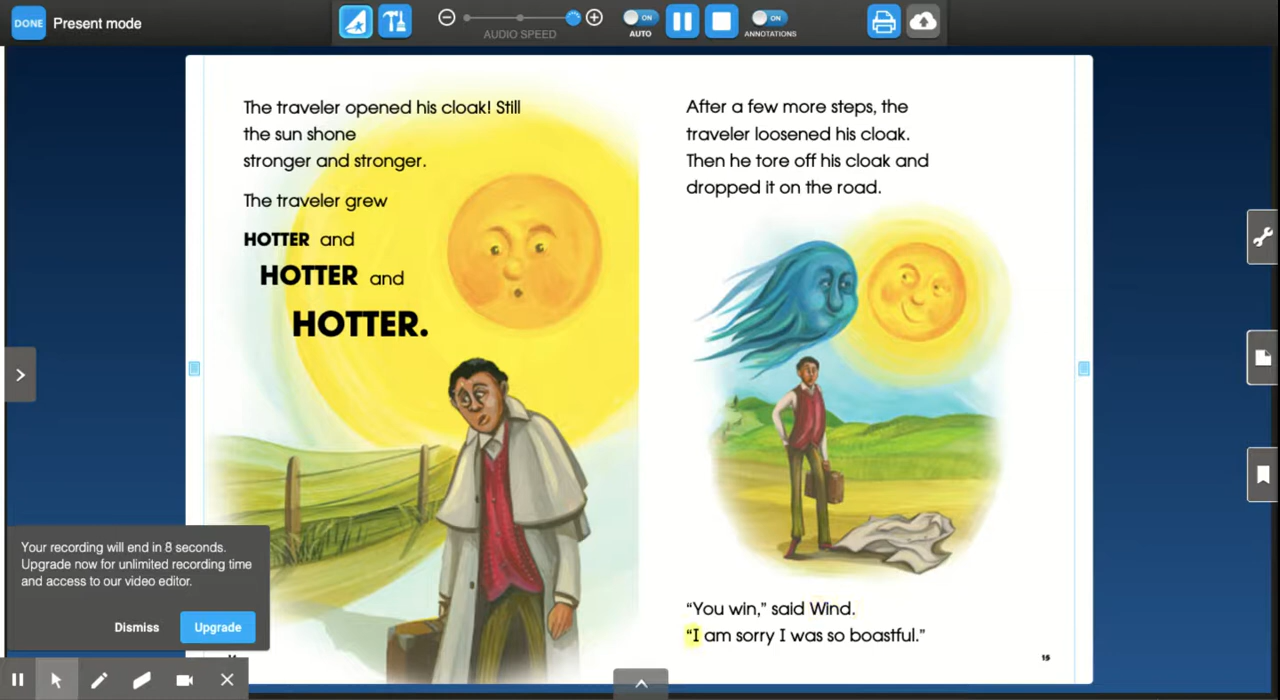 DONE Present mode
ON ON
AUDIO SPEED AUTO ANNOTATIONS
The traveler opened his cloak! Still
the sun shone
stronger and stronger.
The traveler grew
HOTTER and
HOTTER and
HOTTER.
After a few more steps, the
traveler loosened his cloak.
Then he tore off his cloak and
dropped it on the road.
“You win,” said Wind.
“I am sorry I was so boastful.”
15
Your recording will end in 8 seconds.
Upgrade now for unlimited recording time
and access to our video editor.
Dismiss Upgrade